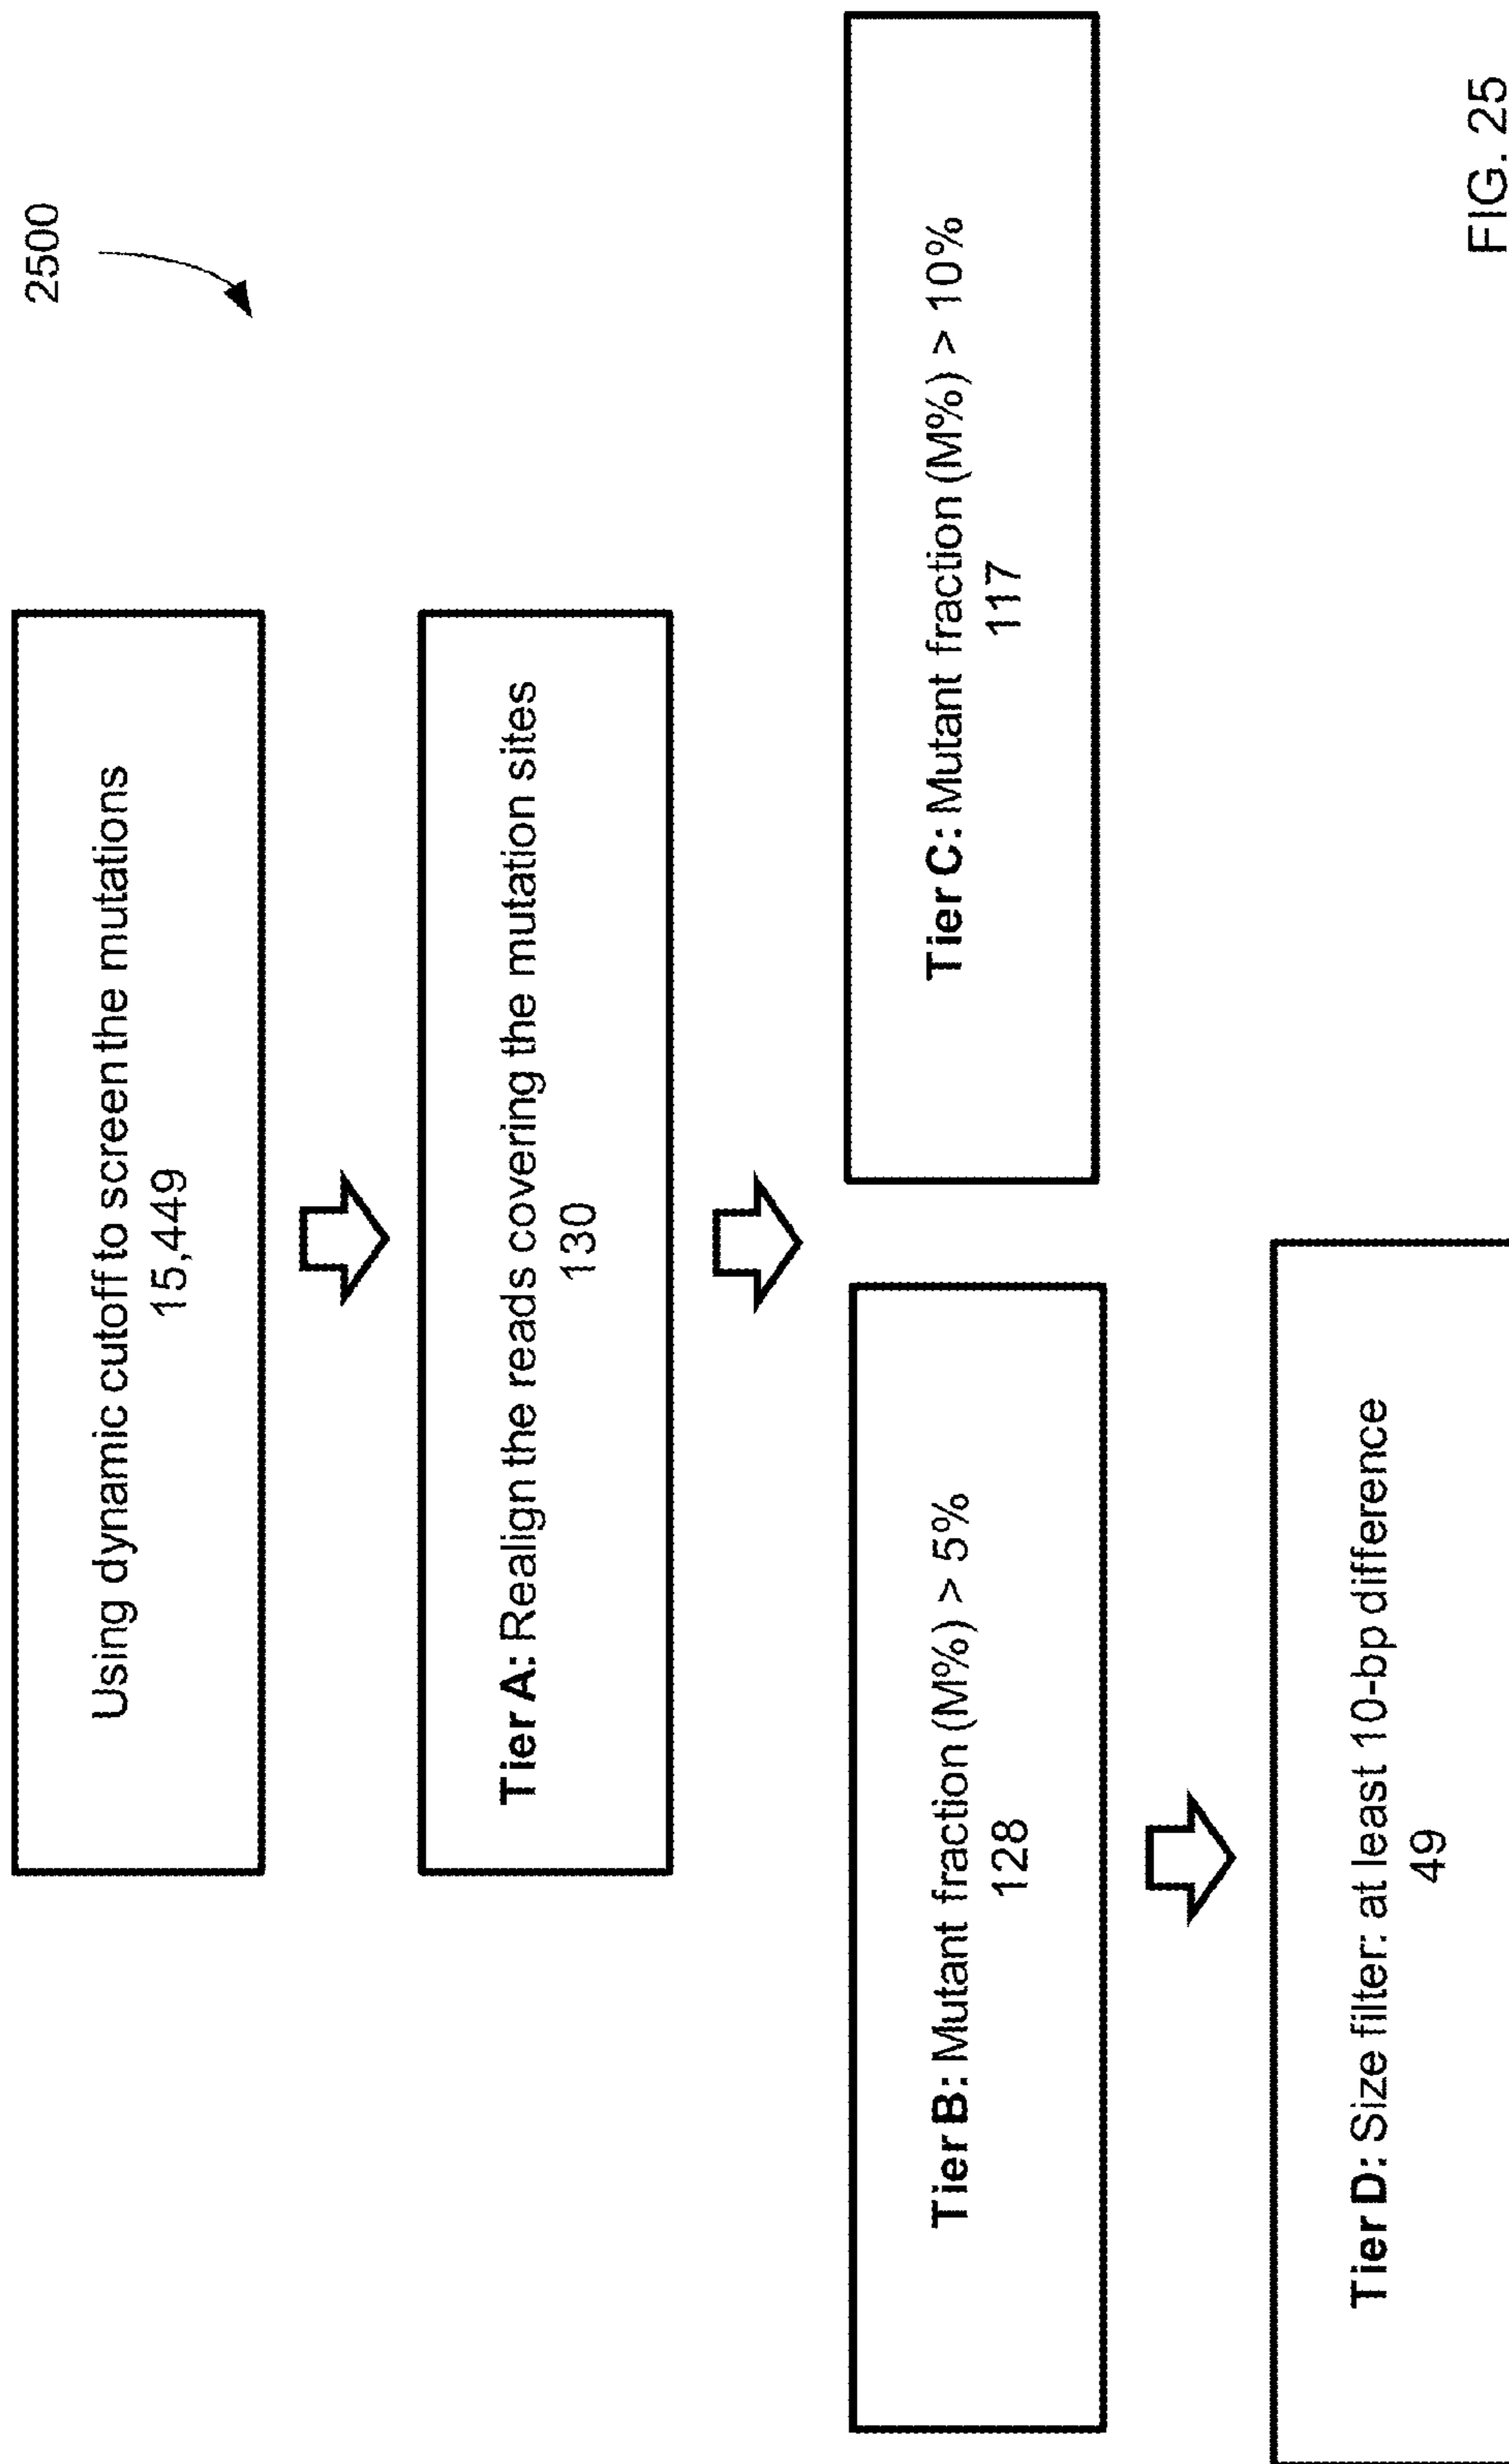 2500
Using dynamic cutoff to screen the mutations
15,449
Tier A: Realign the reads covering the mutation sites
130
Tier B: Mutant fraction (M%) > 5%
128
Tier C: Mutant fraction (M%) > 10%
117
Tier D: Size filter: at least 10-bp difference
49
FIG. 25